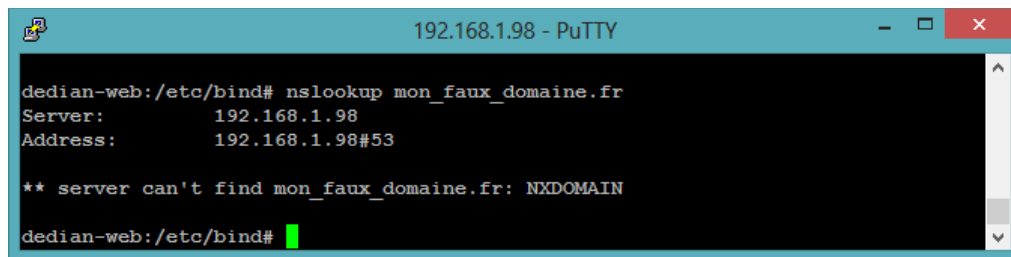 192.168.1.98 - PuTTY
dedian-web:/etc/bind# nslookup mon_faux_domaine.fr
Server: 192.168.1.98
Address: 192.168.1.98#53
** server can't find mon_faux_domaine.fr: NXDOMAIN
dedian-web:/etc/bind#